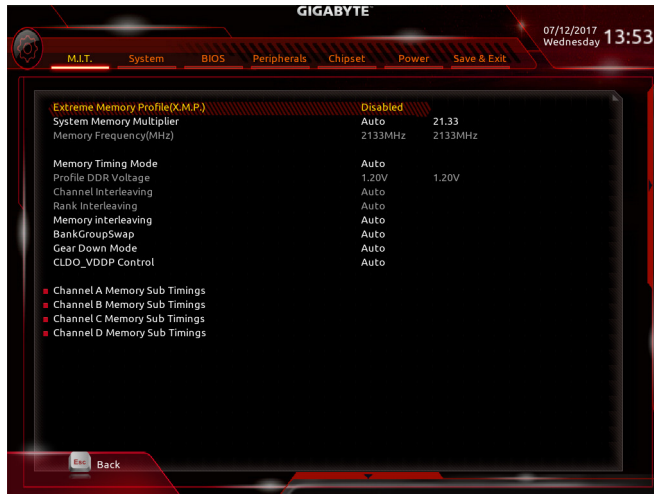 GIGABYTE™
07/12/2017 Wednesday 13:53
M.I.T. System BIOS Peripherals Chipset Power Save & Exit
Extreme Memory Profile(X.M.P.) Disabled
System Memory Multiplier Auto 21.33
Memory Frequency(MHz) 2133MHz 2133MHz
Memory Timing Mode Auto
Profile DDR Voltage 1.20V 1.20V
Channel Interleaving Auto
Rank Interleaving Auto
Memory interleaving Auto
BankGroupSwap Auto
Gear Down Mode Auto
CLDO_VDDP Control Auto
Channel A Memory Sub Timings
Channel B Memory Sub Timings
Channel C Memory Sub Timings
Channel D Memory Sub Timings
Esc Back